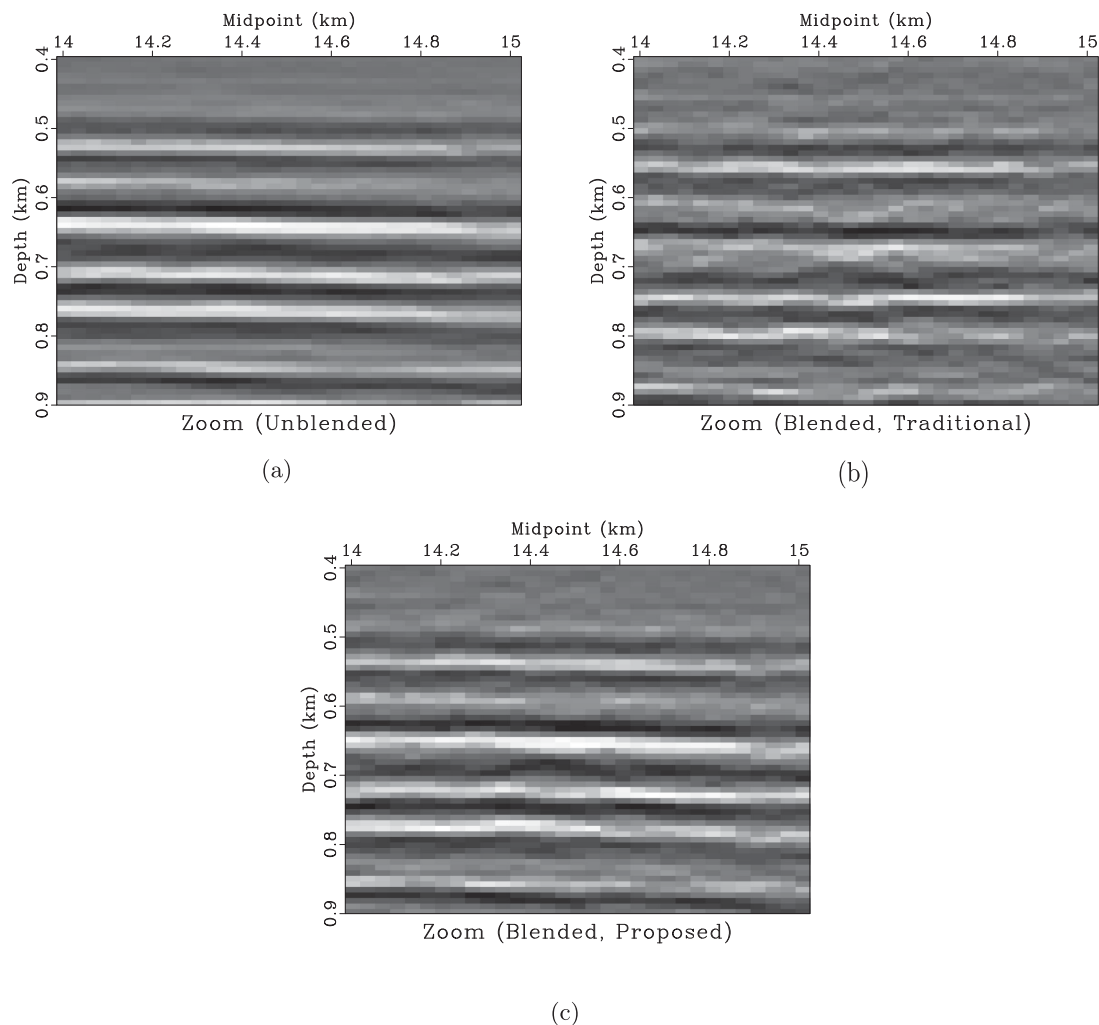 Midpoint (km)
14 14.2 14.4 14.6 14.8 15
0.4
0.5
0.6
0.7
0.8
0.9
Depth (km)
Zoom (Unblended)
(a)
Midpoint (km)
14 14.2 14.4 14.6 14.8 15
0.4
0.5
0.6
0.7
0.8
0.9
Depth (km)
Zoom (Blended, Traditional)
(b)
Midpoint (km)
14 14.2 14.4 14.6 14.8 15
0.4
0.5
0.6
0.7
0.8
0.9
Depth (km)
Zoom (Blended, Proposed)
(c)